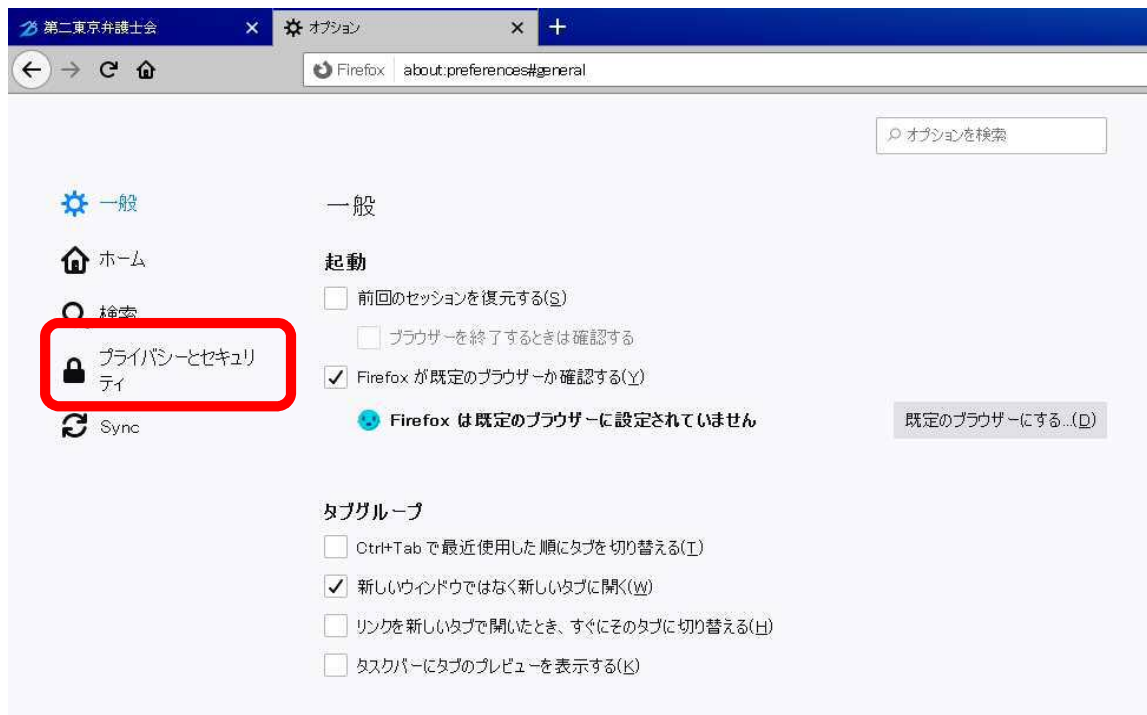 第二東京弁護士会
オプション
Firefox about:preferences#general
オプションを検索
一般
ホーム
検索
プライバシーとセキュリ
ティ
Sync
一般
起動
前回のセッションを復元する(S)
ブラウザーを終了するときは確認する
Firefox が既定のブラウザーか確認する(Y)
Firefox は既定のブラウザーに設定されていません
既定のブラウザーにする...(D)
タブグループ
Ctrl+Tab で最近使用した順にタブを切り替える(T)
新しいウィンドウではなく新しいタブに開く(W)
リンクを新しいタブで開いたとき、すぐにそのタブに切り替える(H)
タスクバーにタブのプレビューを表示する(K)